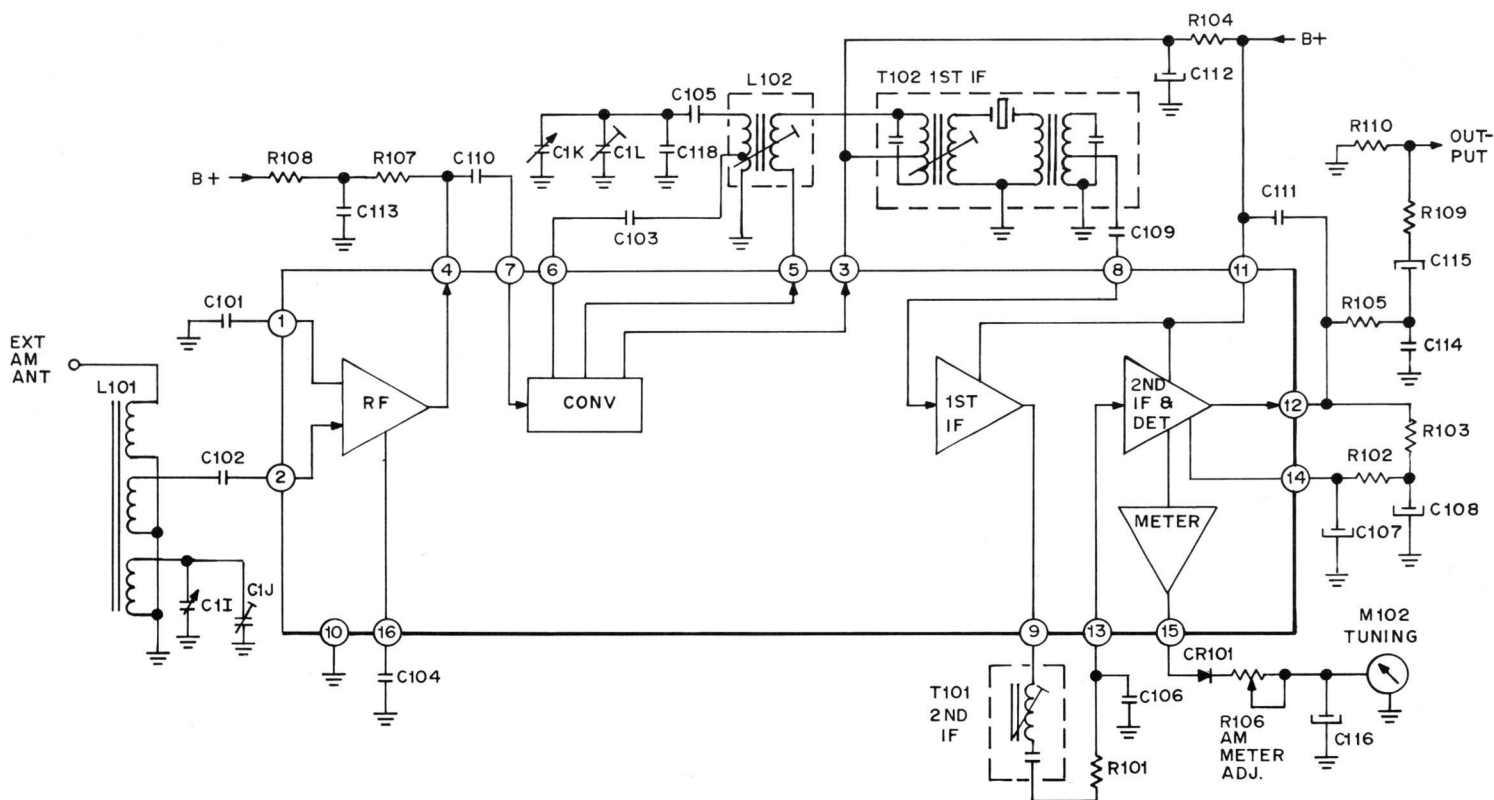 R104
B+
C112
L102
T102 1ST IF
C105
C1K
C1L
C118
R110
OUT-
PUT
R108
R107
C110
B+
C113
C103
C109
C111
R109
C115
4
7
6
5
3
8
11
C101
1
R105
C114
EXT
AM
ANT
L101
RF
CONV
1ST
IF
2ND
IF &
DET
12
C102
2
R103
R102
14
C108
METER
C107
C1I
C1J
10
16
9
13
15
M102
TUNING
CR101
C104
T101
2ND
IF
C106
R106
AM
METER
ADJ.
C116
R101